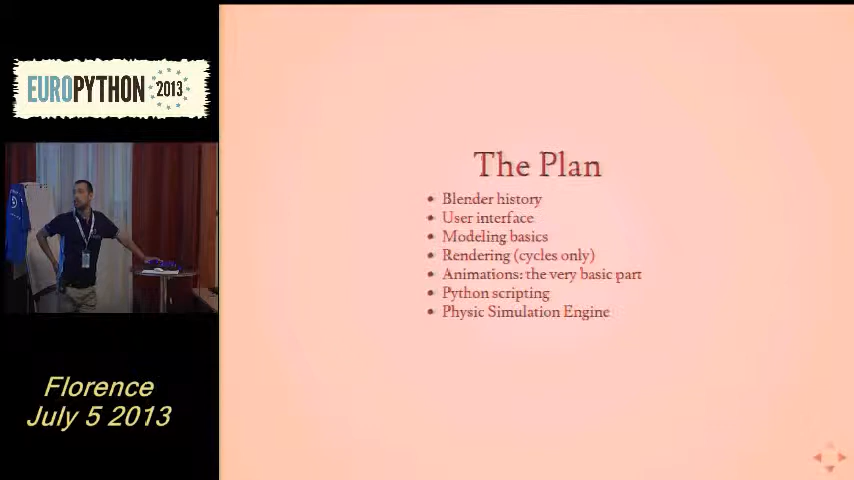 EUROPYTHON 2013
The Plan
Blender history
User interface
Modeling basics
Rendering (cycles only)
Animations: the very basic part
Python scripting
Physic Simulation Engine
Florence
July 5 2013